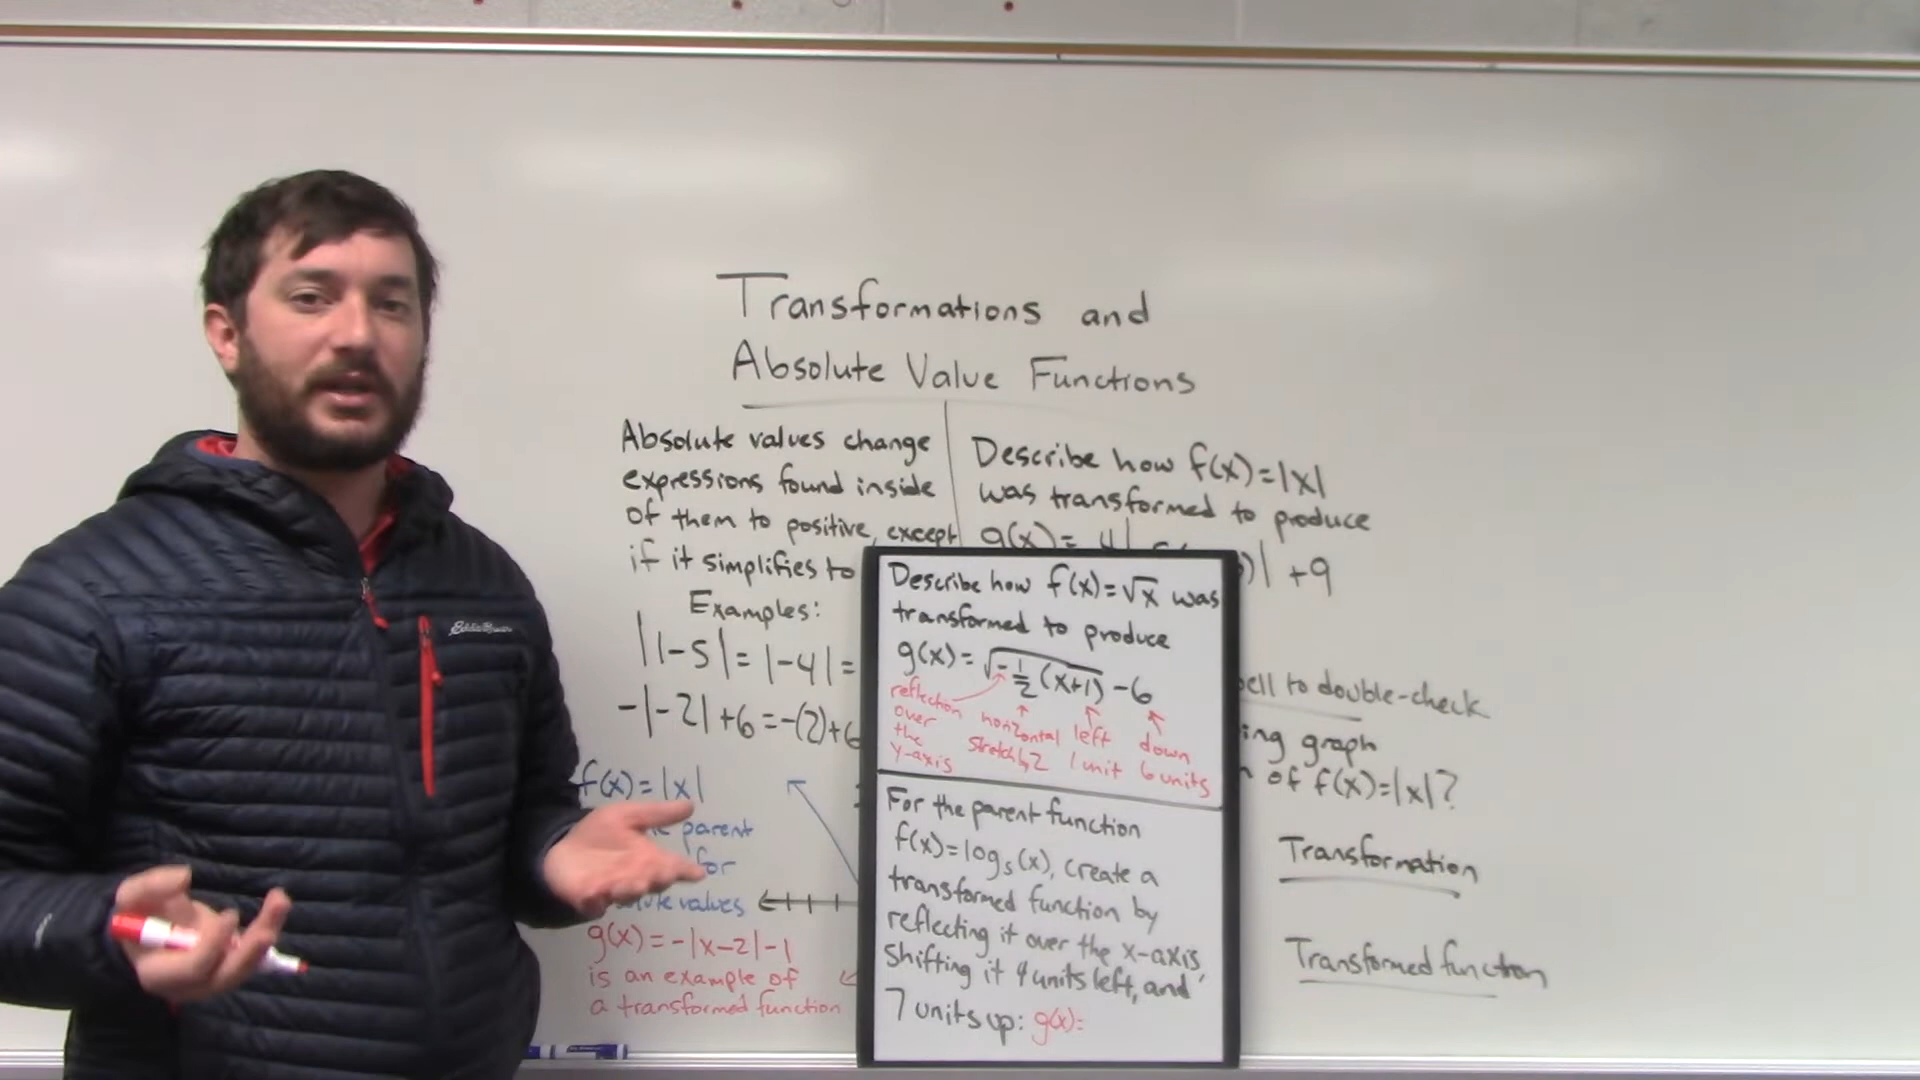 Transformations and
Absolute Value Functions
Absolute values change
expressions found inside
of them to positive, except
if it simplifies to
Examples:
|1-5|=|-4|=
-|-2|+6=-(2)+6
f(x)=|x|
parent
for
values
g(x)=-|x-2|-1
is an example of
a transformed function
Describe how f(x)=|x|
was transformed to produce
g(x)= 4|
)| +9
to double-check
ing graph
of f(x)=|x|?
Transformation
Transformed function
Describe how f(x)=√x was
transformed to produce
g(x)=√-1/2(x+1) -6
reflection
over
the
y-axis
horizontal
stretch by 2
left
1 unit
down
6 units
For the parent function
f(x)=log₅(x), create a
transformed function by
reflecting it over the x-axis,
shifting it 4 units left, and
7 units up: g(x)=
Eddie Bauer